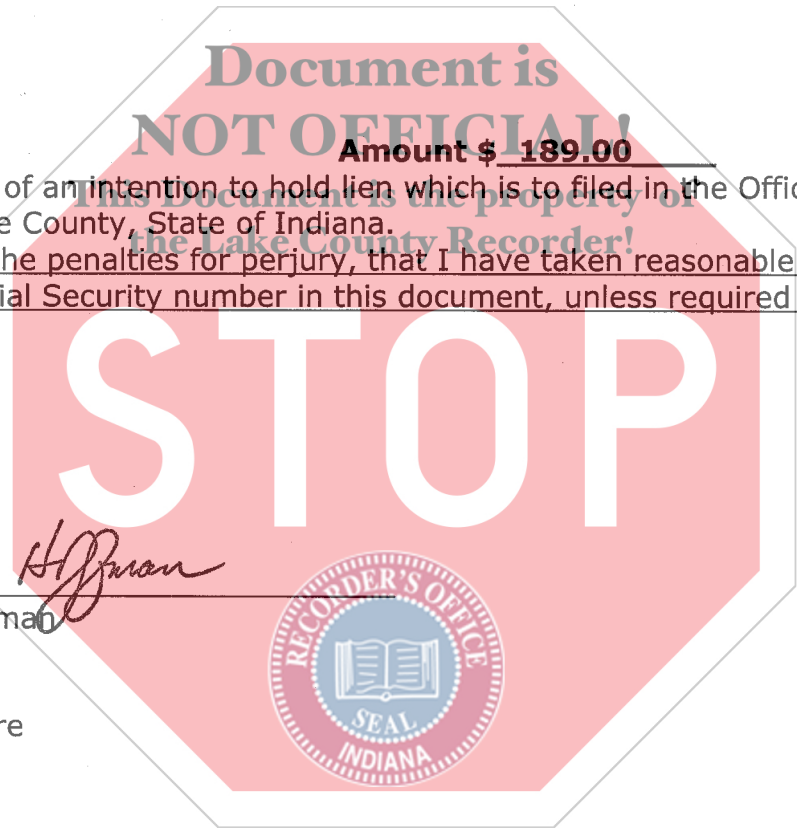 Document is
NOT OFFICIAL!
Amount $ 189.00
of an intention to hold lien which is to filed in the Offic
This Document is the property of
e County, State of Indiana.
the Lake County Recorder!
he penalties for perjury, that I have taken reasonable
ial Security number in this document, unless required
STOP
Hoffman
man
re
RECORDER'S OFFICE
SEAL
INDIANA